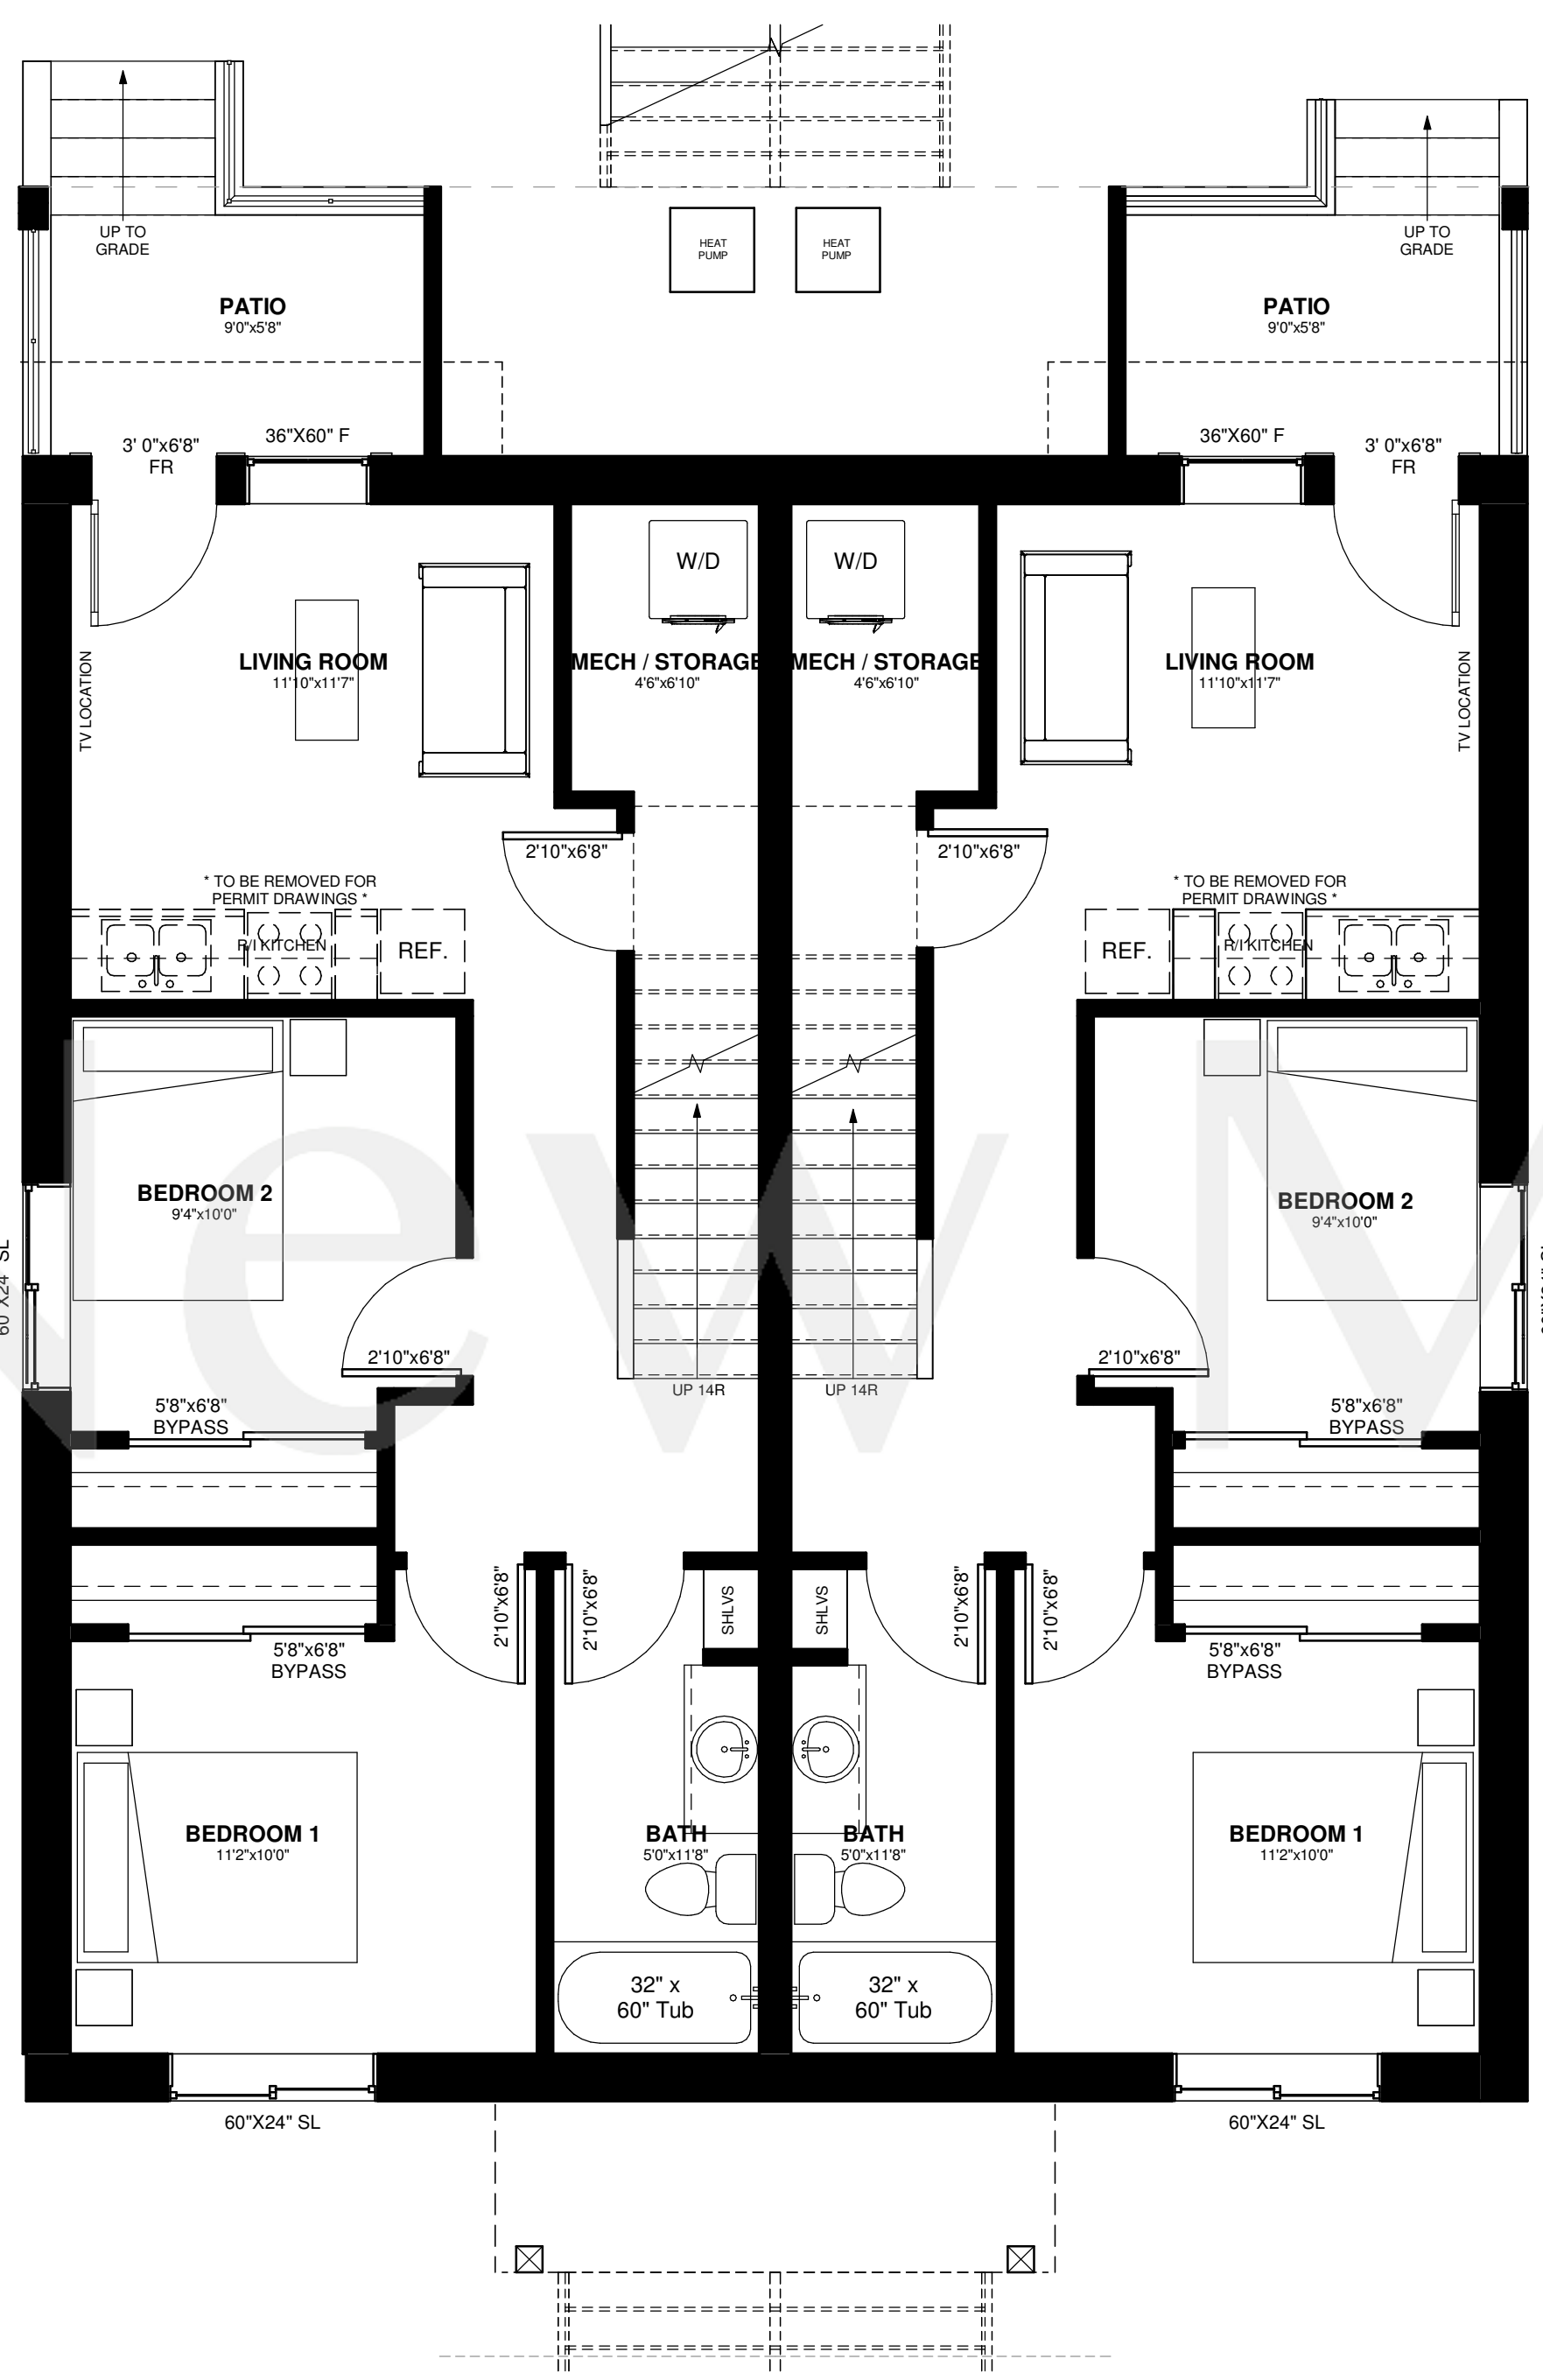 UP TO
GRADE
UP TO
GRADE
HEAT
PUMP
HEAT
PUMP
PATIO
9'0"x5'8"
PATIO
9'0"x5'8"
3' 0"x6'8"
FR
36"X60" F
36"X60" F
3' 0"x6'8"
FR
W/D
W/D
LIVING ROOM
11'10"x11'7"
MECH / STORAGE
4'6"x6'10"
MECH / STORAGE
4'6"x6'10"
LIVING ROOM
11'10"x11'7"
TV LOCATION
TV LOCATION
2'10"x6'8"
2'10"x6'8"
* TO BE REMOVED FOR
PERMIT DRAWINGS *
* TO BE REMOVED FOR
PERMIT DRAWINGS *
R/I KITCHEN
REF.
REF.
R/I KITCHEN
New
BEDROOM 2
9'4"x10'0"
BEDROOM 2
9'4"x10'0"
60"X24" SL
2'10"x6'8"
2'10"x6'8"
UP 14R
UP 14R
5'8"x6'8"
BYPASS
5'8"x6'8"
BYPASS
2'10"x6'8"
2'10"x6'8"
SHLVS
SHLVS
2'10"x6'8"
2'10"x6'8"
5'8"x6'8"
BYPASS
5'8"x6'8"
BYPASS
BEDROOM 1
11'2"x10'0"
BATH
5'0"x11'8"
BATH
5'0"x11'8"
BEDROOM 1
11'2"x10'0"
32" x
60" Tub
32" x
60" Tub
60"X24" SL
60"X24" SL